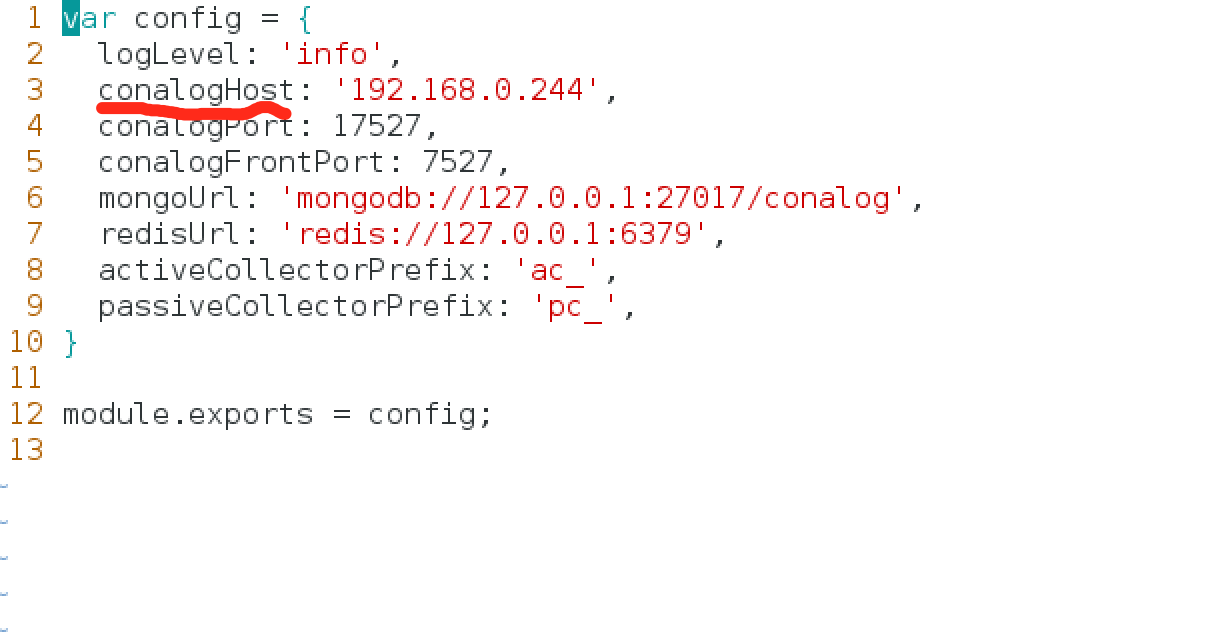 1 var config = {
2   logLevel: 'info',
3   conalogHost: '192.168.0.244',
4   conalogPort: 17527,
5   conalogFrontPort: 7527,
6   mongoUrl: 'mongodb://127.0.0.1:27017/conalog',
7   redisUrl: 'redis://127.0.0.1:6379',
8   activeCollectorPrefix: 'ac_',
9   passiveCollectorPrefix: 'pc_',
10 }
11
12 module.exports = config;
13
~
~
~
~
~